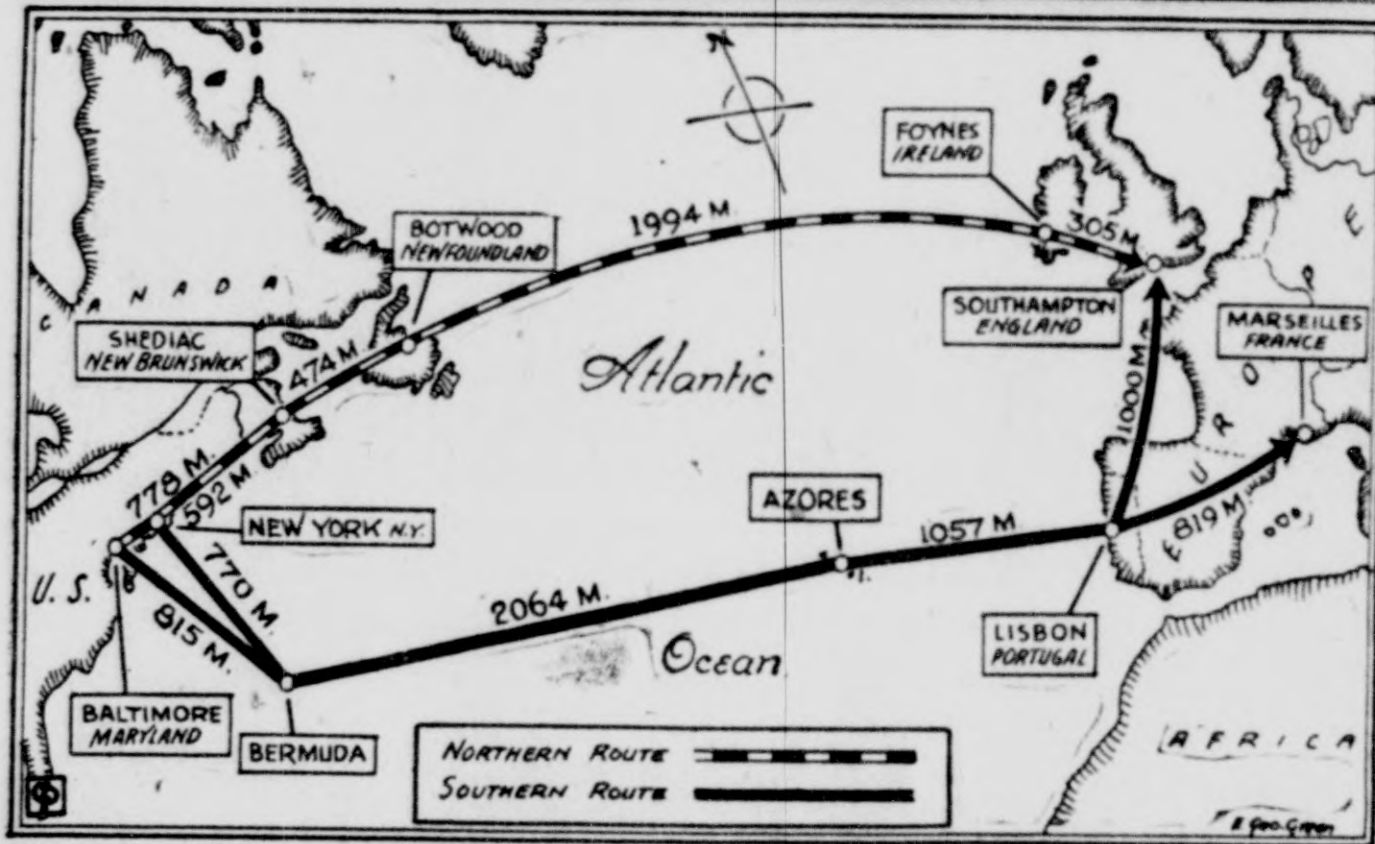 N
FOYNES
IRELAND
1994 M.
305 M
BOTWOOD
NEWFOUNDLAND
CANADA
SHEDIAC
NEW BRUNSWICK
474 M.
SOUTHAMPTON
ENGLAND
MARSEILLES
FRANCE
EUROPE
Atlantic
1000 M.
778 M.
592 M.
NEW YORK N.Y.
AZORES
1057 M
819 M.
U. S.
770 M.
815 M.
2064 M.
Ocean
LISBON
PORTUGAL
BALTIMORE
MARYLAND
BERMUDA
NORTHERN ROUTE
SOUTHERN ROUTE
AFRICA